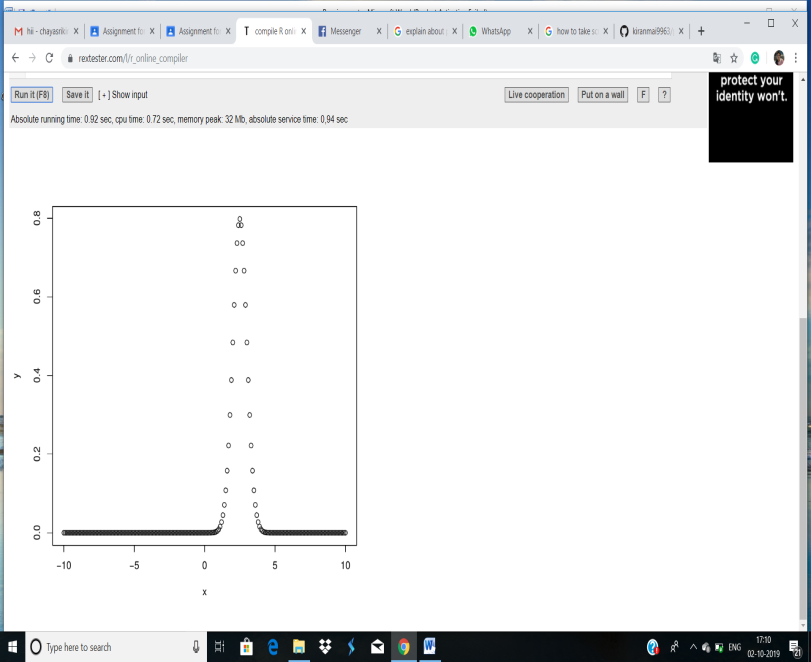 hii - chayasrik
Assignment for
Assignment for
compile R onli
Messenger
explain about
WhatsApp
how to take sc
kiranmai9963/
rextester.com/l/r_online_compiler
Run it (F8) Save it [ + ] Show input
Live cooperation Put on a wall F ?
protect your
identity won't.
Absolute running time: 0.92 sec, cpu time: 0.72 sec, memory peak: 32 Mb, absolute service time: 0,94 sec
0.8
0.6
0.4
0.2
0.0
y
-10 -5 0 5 10
x
Type here to search
ENG
17:10
02-10-2019
21